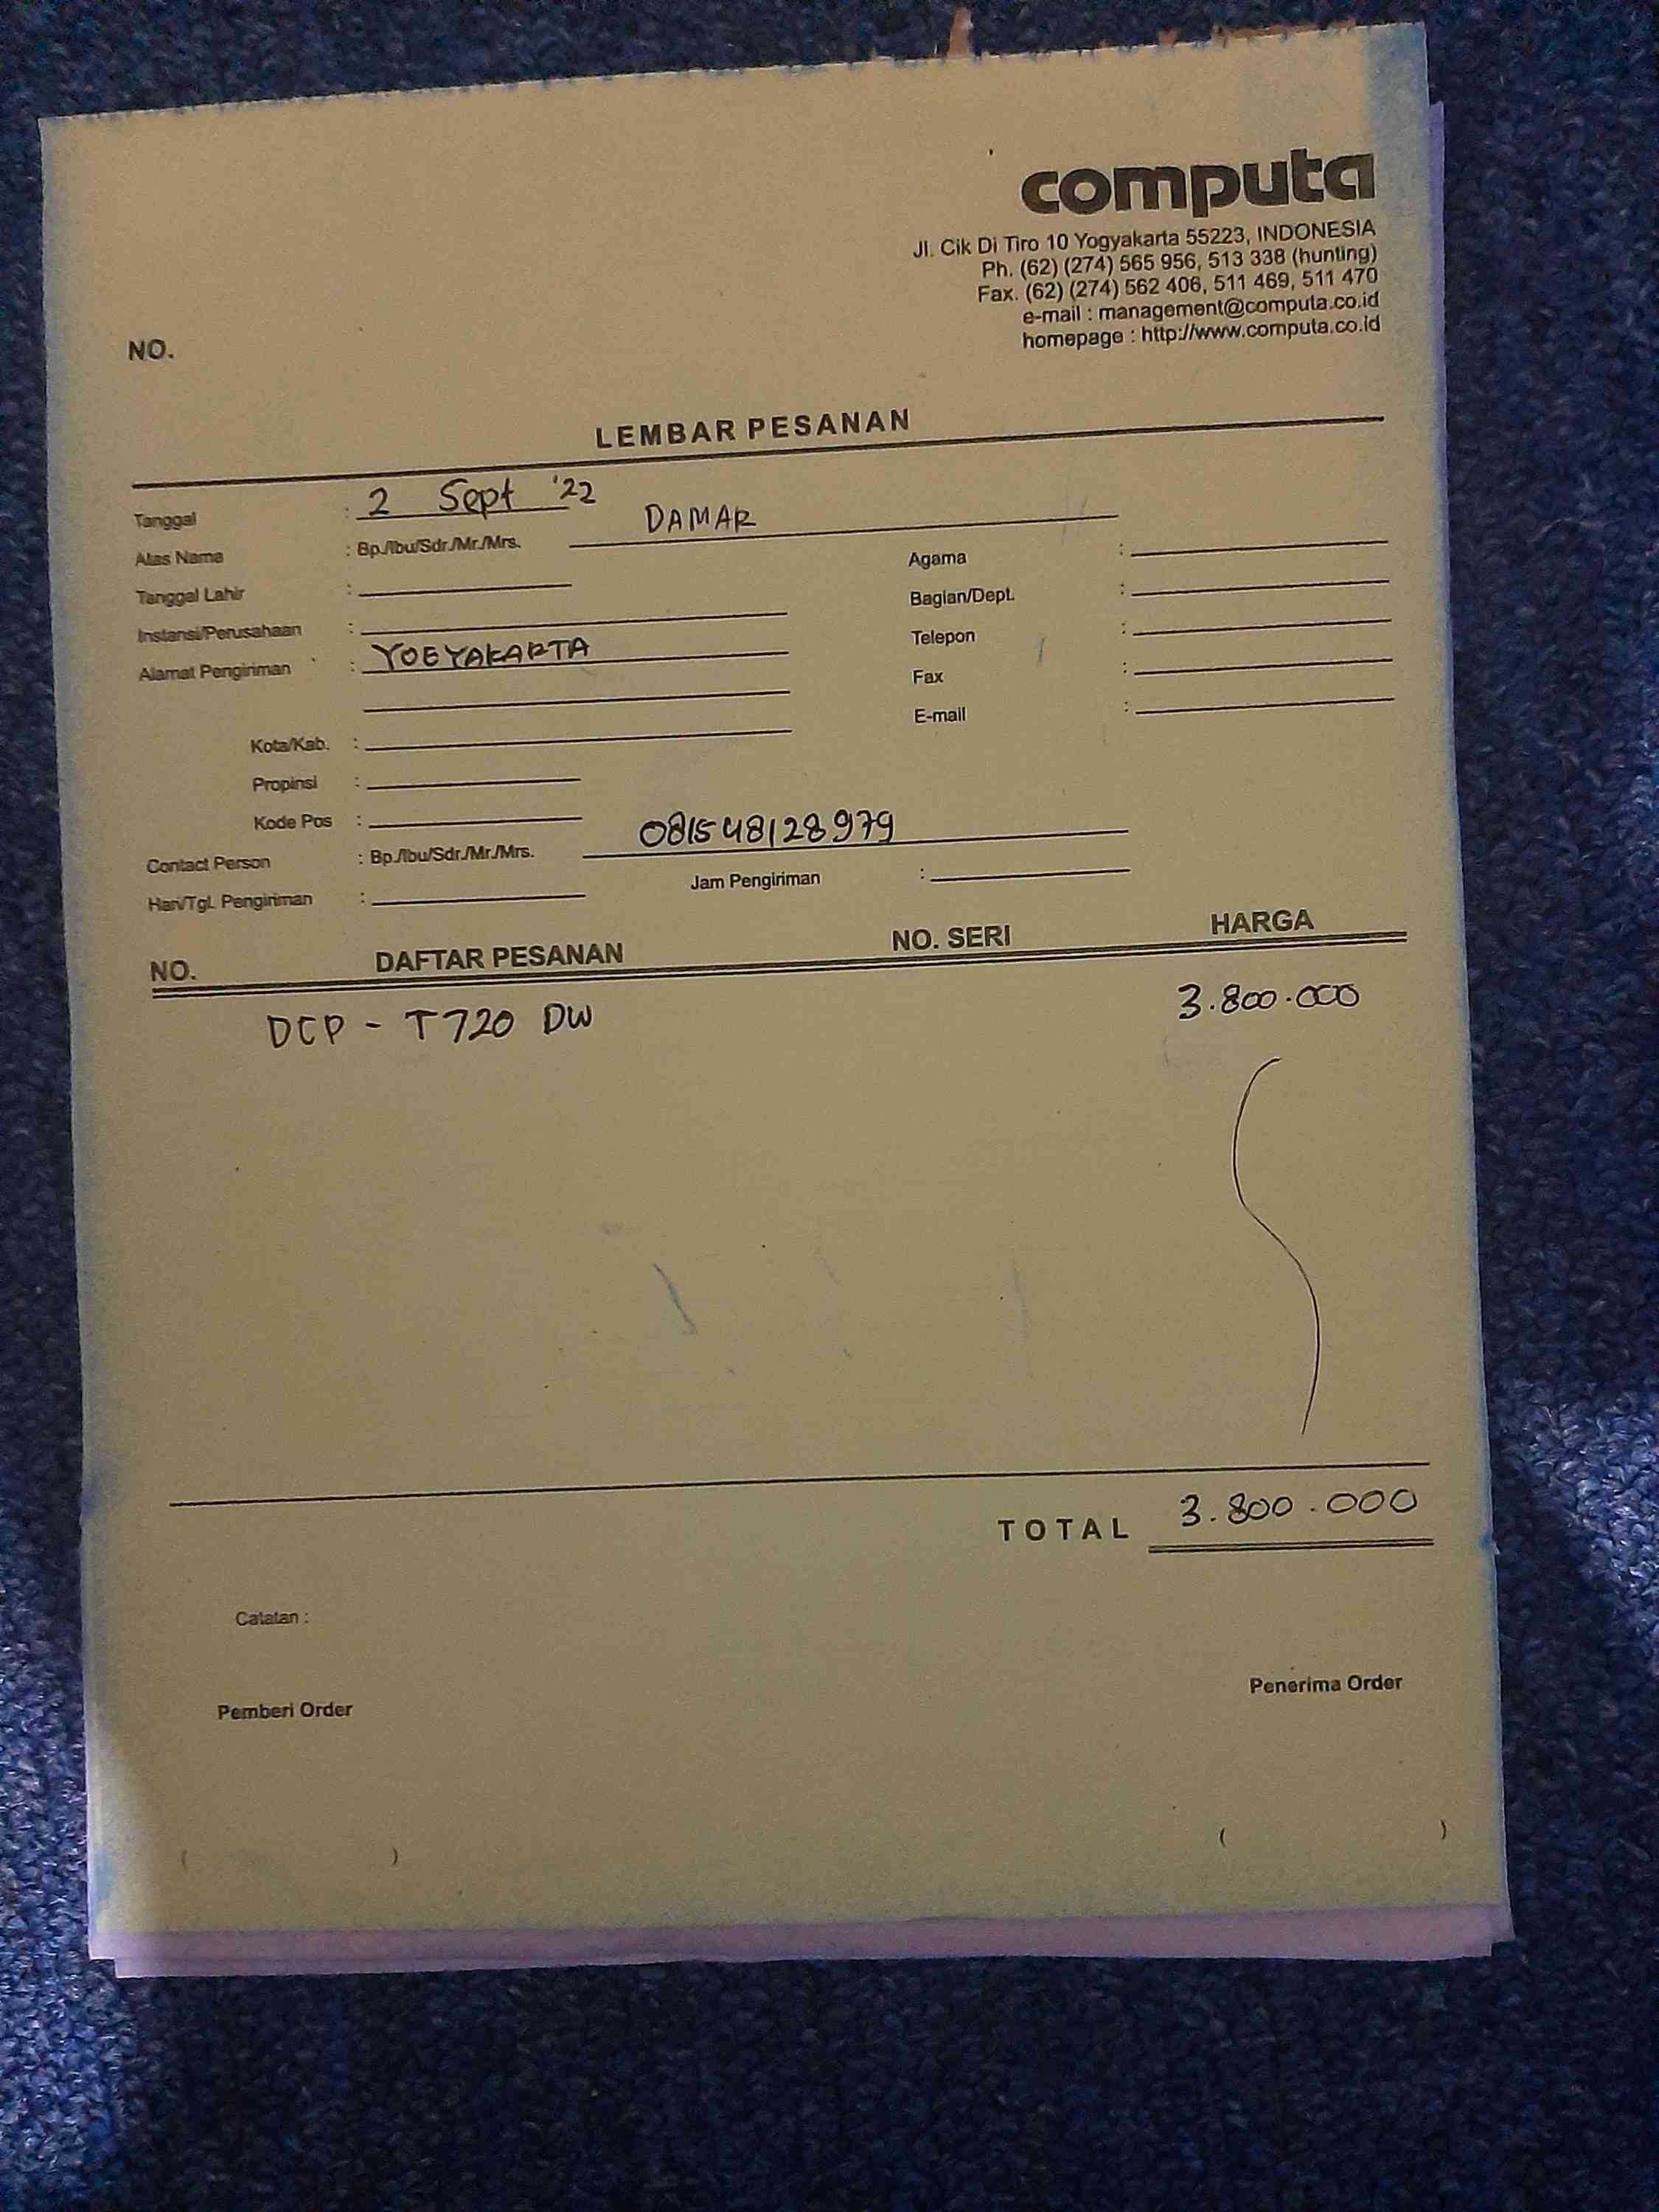 computa
Jl. Cik Di Tiro 10 Yogyakarta 55223, INDONESIA
Ph. (62) (274) 565 956, 513 338 (hunting)
Fax. (62) (274) 562 406, 511 469, 511 470
e-mail : management@computa.co.id
homepage : http://www.computa.co.id
NO.
LEMBAR PESANAN
Tanggal : 2 Sept '22
Atas Nama : Bp./Ibu/Sdr./Mr./Mrs. DAMAR
Tanggal Lahir :
Agama :
Instansi/Perusahaan :
Bagian/Dept. :
Alamat Pengiriman : YOGYAKARTA
Telepon :
Fax :
Kota/Kab. :
E-mail :
Propinsi :
Kode Pos :
Contact Person : Bp./Ibu/Sdr./Mr./Mrs. 081548128979
Hari/Tgl. Pengiriman : Jam Pengiriman :
NO. DAFTAR PESANAN NO. SERI HARGA
DCP - T720 DW 3.800.000
TOTAL 3.800.000
Catatan :
Pemberi Order Penerima Order
( ) ( )